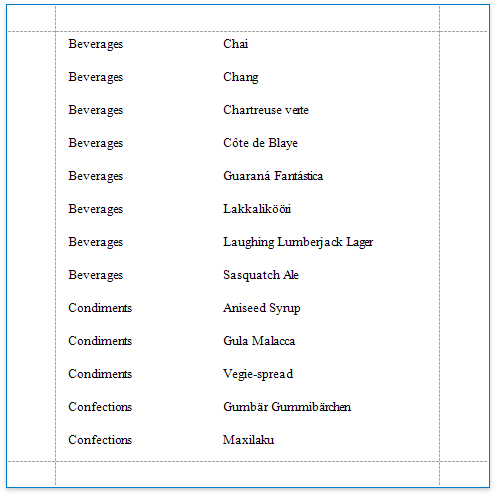 Beverages Chai
Beverages Chang
Beverages Chartreuse verte
Beverages Côte de Blaye
Beverages Guaraná Fantástica
Beverages Lakkalikööri
Beverages Laughing Lumberjack Lager
Beverages Sasquatch Ale
Condiments Aniseed Syrup
Condiments Gula Malacca
Condiments Vegie-spread
Confections Gumbär Gummibärchen
Confections Maxilaku